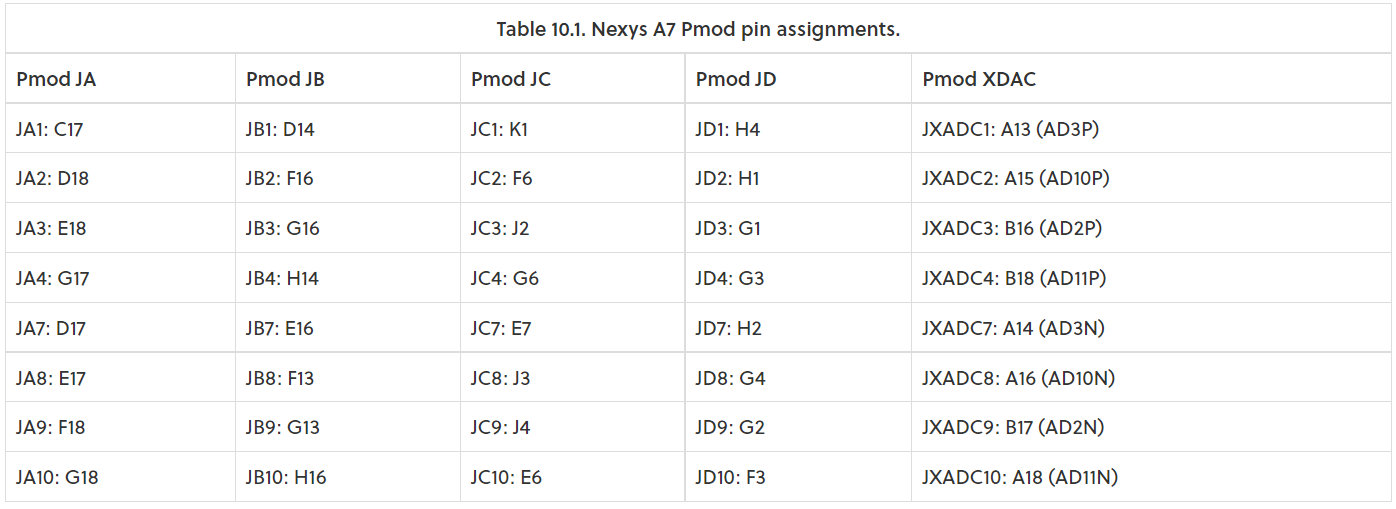 Table 10.1. Nexys A7 Pmod pin assignments.
Pmod JA Pmod JB Pmod JC Pmod JD Pmod XDAC
JA1: C17 JB1: D14 JC1: K1 JD1: H4 JXADC1: A13 (AD3P)
JA2: D18 JB2: F16 JC2: F6 JD2: H1 JXADC2: A15 (AD10P)
JA3: E18 JB3: G16 JC3: J2 JD3: G1 JXADC3: B16 (AD2P)
JA4: G17 JB4: H14 JC4: G6 JD4: G3 JXADC4: B18 (AD11P)
JA7: D17 JB7: E16 JC7: E7 JD7: H2 JXADC7: A14 (AD3N)
JA8: E17 JB8: F13 JC8: J3 JD8: G4 JXADC8: A16 (AD10N)
JA9: F18 JB9: G13 JC9: J4 JD9: G2 JXADC9: B17 (AD2N)
JA10: G18 JB10: H16 JC10: E6 JD10: F3 JXADC10: A18 (AD11N)